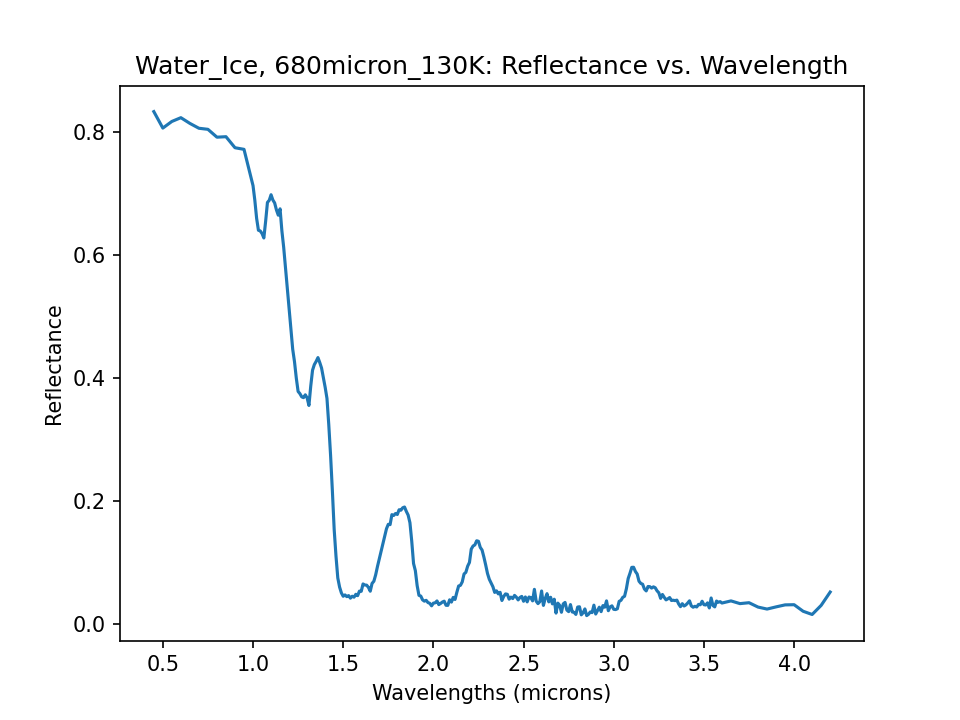 Water_Ice, 680micron_130K: Reflectance vs. Wavelength
Reflectance
0.8
0.6
0.4
0.2
0.0
0.5 1.0 1.5 2.0 2.5 3.0 3.5 4.0
Wavelengths (microns)